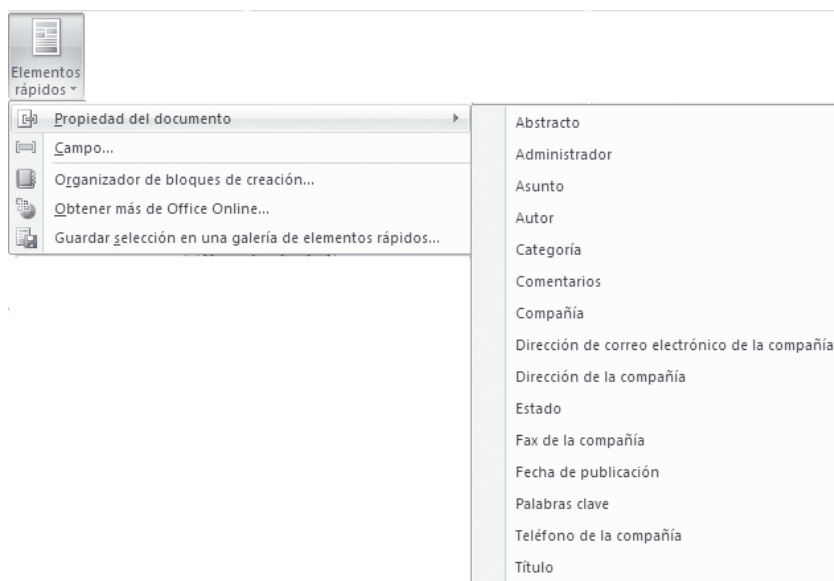 Elementos
rápidos
Propiedad del documento
Campo...
Organizador de bloques de creación...
Obtener más de Office Online...
Guardar selección en una galería de elementos rápidos...
Abstracto
Administrador
Asunto
Autor
Categoría
Comentarios
Compañía
Dirección de correo electrónico de la compañía
Dirección de la compañía
Estado
Fax de la compañía
Fecha de publicación
Palabras clave
Teléfono de la compañía
Título